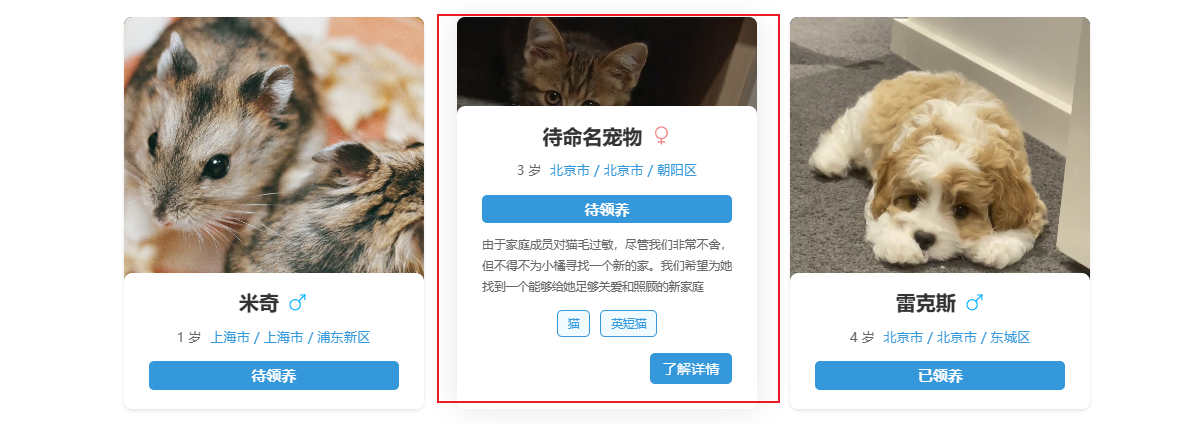 米奇
1 岁 上海市 / 上海市 / 浦东新区
待领养
待命名宠物
3 岁 北京市 / 北京市 / 朝阳区
待领养
由于家庭成员对猫毛过敏，尽管我们非常不舍，
但不得不为小橘寻找一个新的家。我们希望为她
找到一个能够给她足够关爱和照顾的新家庭
猫 英短猫
了解详情
雷克斯
4 岁 北京市 / 北京市 / 东城区
已领养